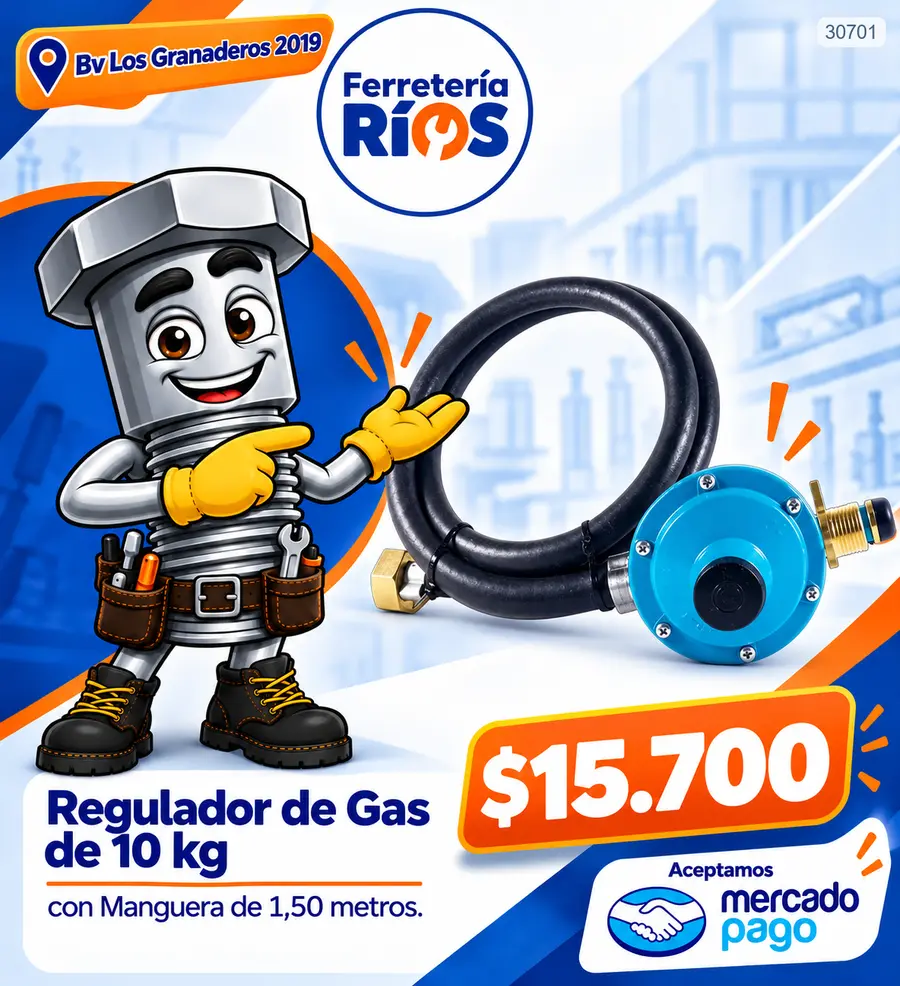 Bv Los Granaderos 2019
30701
Ferretería
RíOS
$15.700
Regulador de Gas
de 10 kg
con Manguera de 1,50 metros.
Aceptamos
mercado
pago